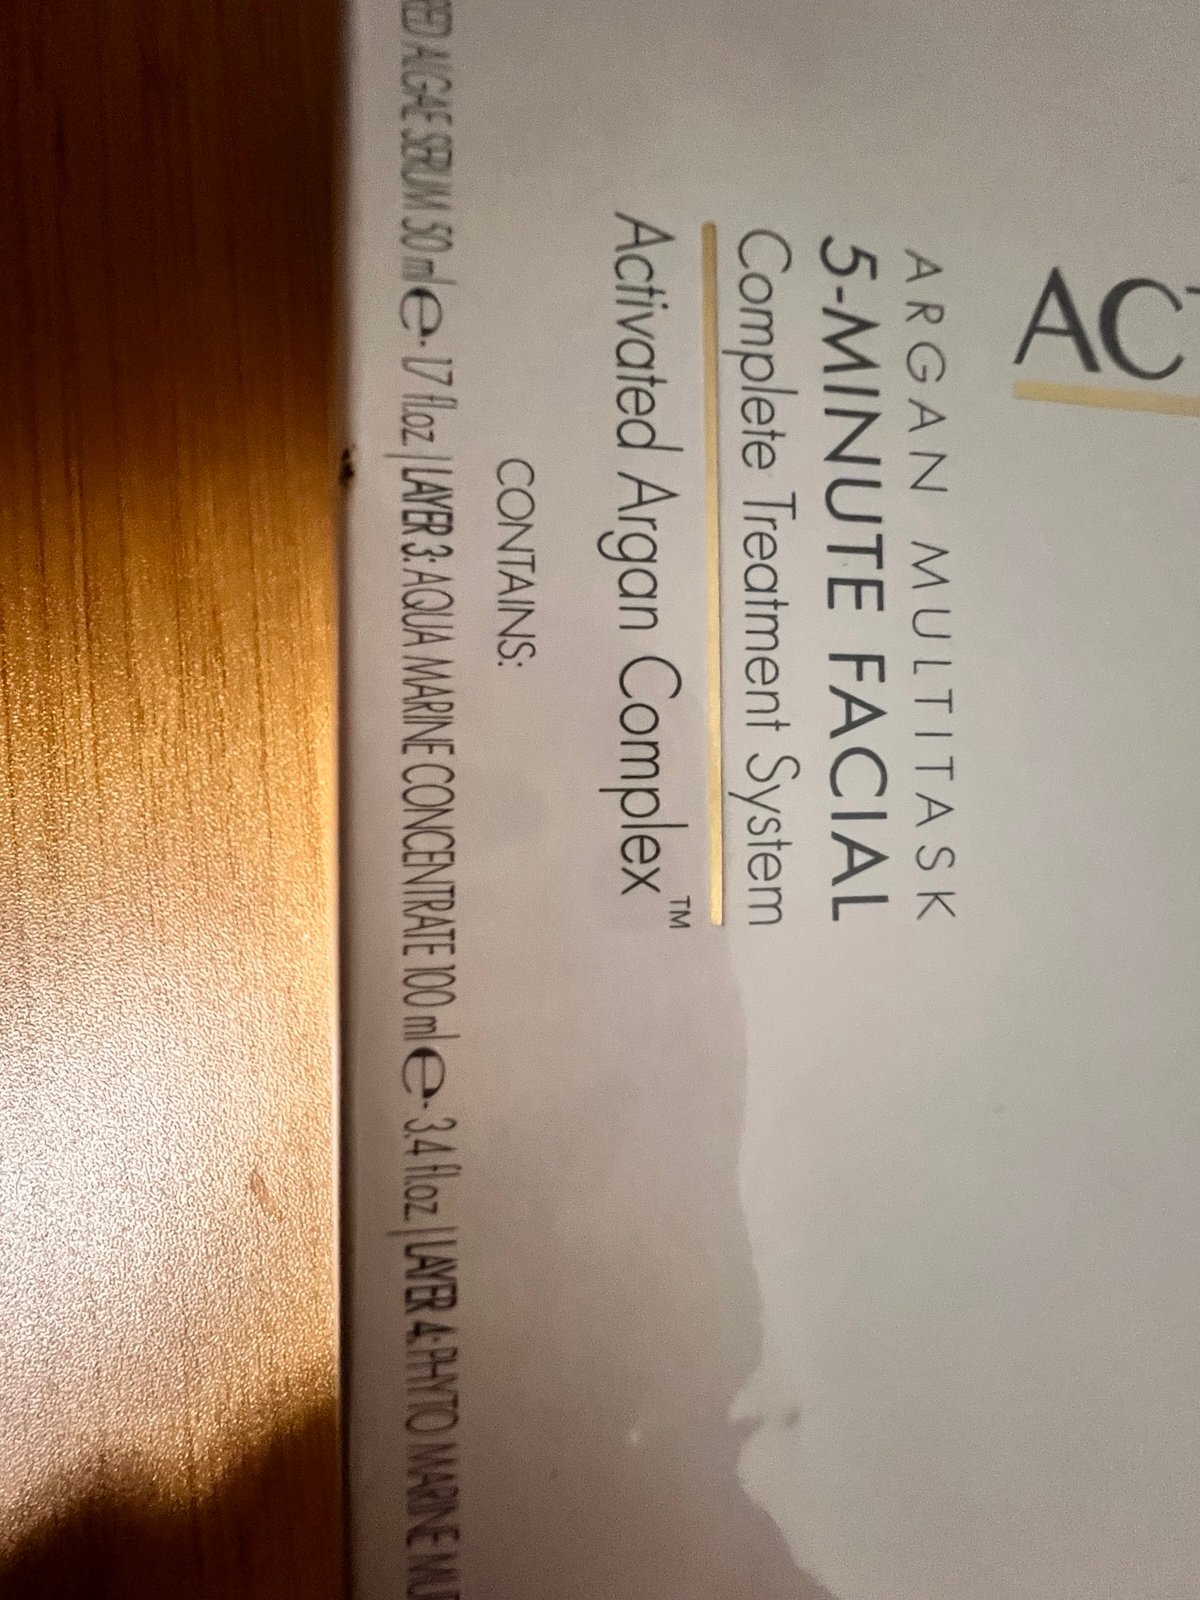 AC
ARGAN MULTITASK
5-MINUTE FACIAL
Complete Treatment System
Activated Argan Complex™
CONTAINS:
RED ALGAE SERUM 50 ml ℮ 1.7 fl.oz | LAYER 3: AQUA MARINE CONCENTRATE 100 ml ℮ 3.4 fl.oz | LAYER 4: PHYTO MARINE